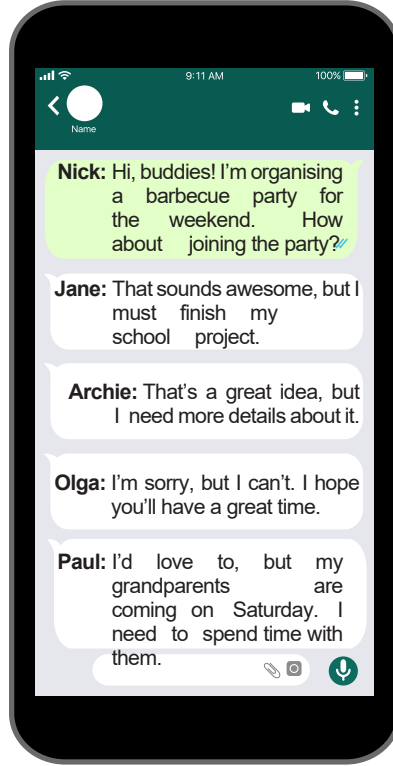 9:11 AM
100%
Name
Nick: Hi, buddies! I’m organising
a barbecue party for
the weekend. How
about joining the party?
Jane: That sounds awesome, but I
must finish my
school project.
Archie: That’s a great idea, but
I need more details about it.
Olga: I’m sorry, but I can’t. I hope
you’ll have a great time.
Paul: I’d love to, but my
grandparents are
coming on Saturday. I
need to spend time with
them.